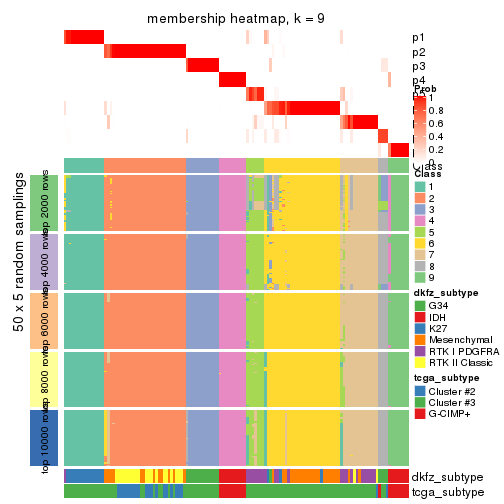 membership heatmap, k = 9
p1
p2
p3
p4
Prob
1
0.8
0.6
0.4
0.2
0
Class
Class
1
2
3
4
5
6
7
8
9
dkfz_subtype
G34
IDH
K27
Mesenchymal
RTK I PDGFRA
RTK II Classic
tcga_subtype
Cluster #2
Cluster #3
G-CIMP+
50 x 5 random samplings
top 2000 rows
top 4000 rows
top 6000 rows
top 8000 rows
top 10000 rows
dkfz_subtype
tcga_subtype